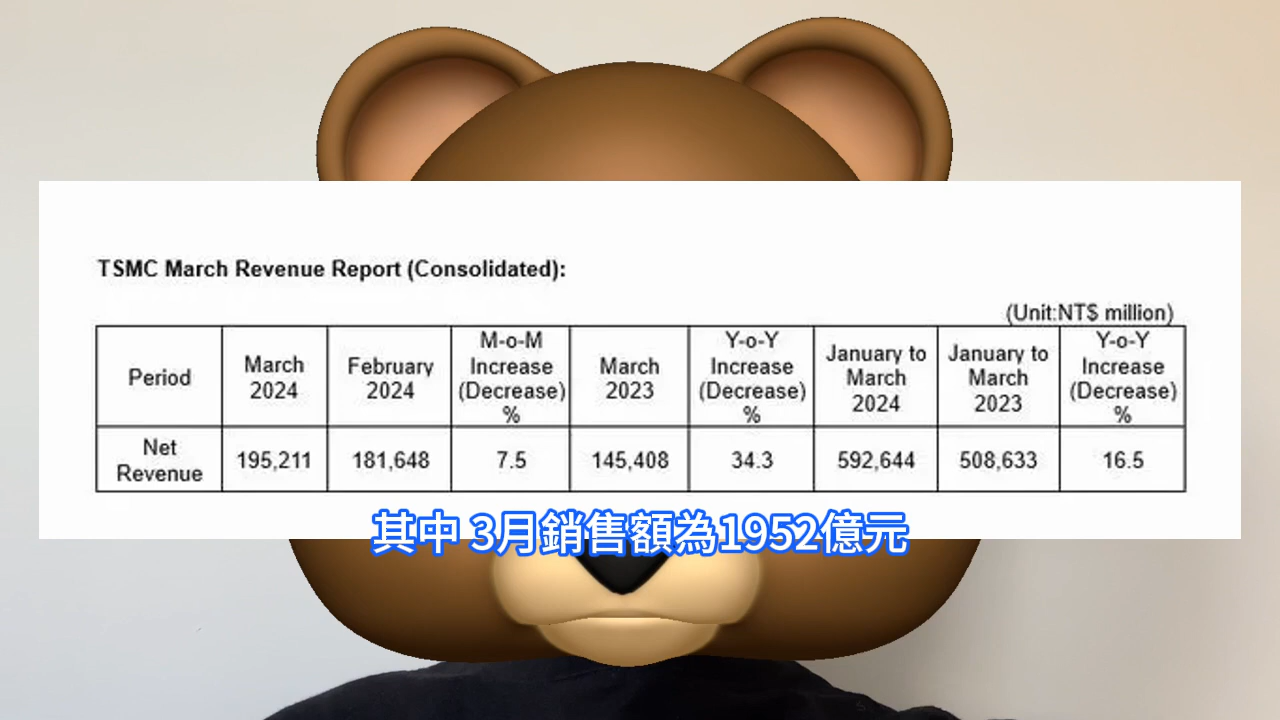 TSMC March Revenue Report (Consolidated):
(Unit:NT$ million)
Period
March
2024
February
2024
M-o-M
Increase
(Decrease)
%
March
2023
Y-o-Y
Increase
(Decrease)
%
January to
March
2024
January to
March
2023
Y-o-Y
Increase
(Decrease)
%
Net
Revenue
195,211
181,648
7.5
145,408
34.3
592,644
508,633
16.5
其中 3月銷售額為1952億元